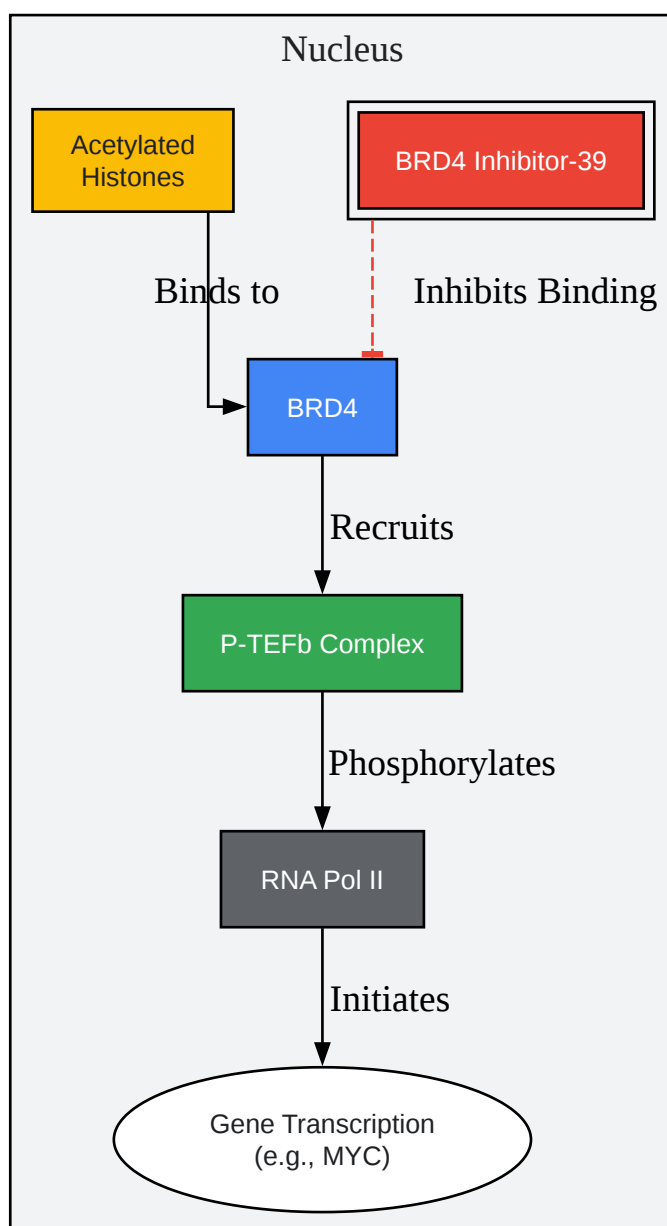 Nucleus
Acetylated
Histones
BRD4 Inhibitor-39
Binds to
Inhibits Binding
BRD4
Recruits
P-TEFb Complex
Phosphorylates
RNA Pol II
Initiates
Gene Transcription
(e.g., MYC)